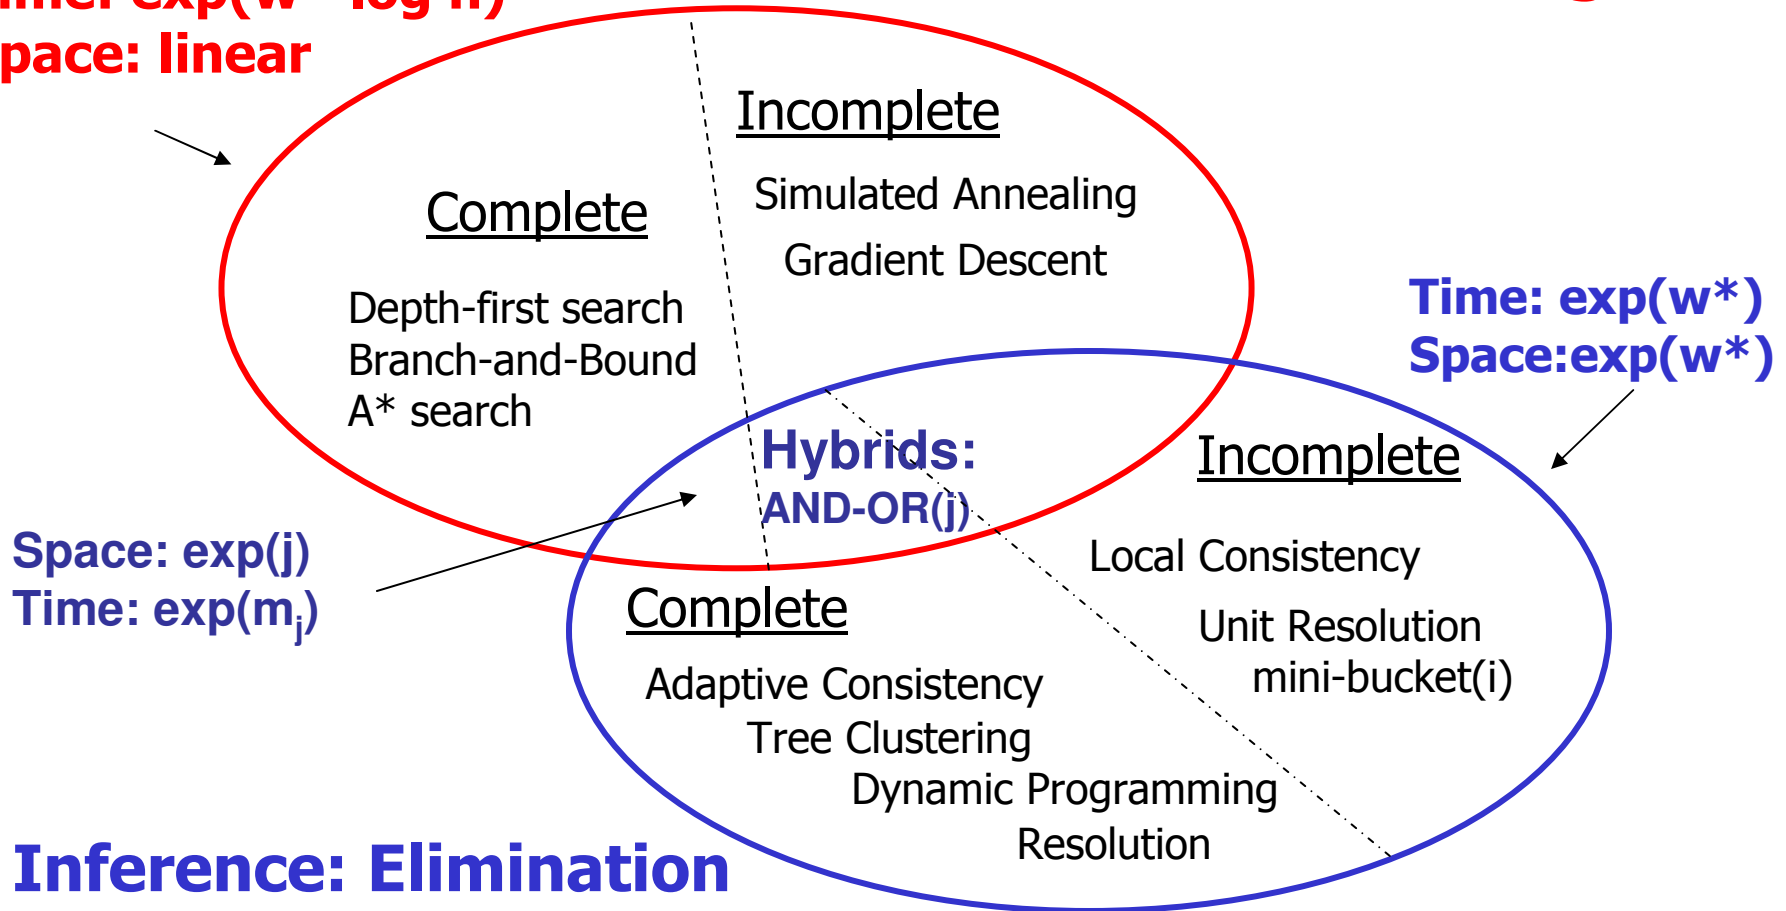 exp(w* log n)
pace: linear
Incomplete
Simulated Annealing
Gradient Descent
Complete
Depth-first search
Branch-and-Bound
A* search
Time: exp(w*)
Space:exp(w*)
Hybrids:
AND-OR(j)
Incomplete
Space: exp(j)
Time: exp(mj)
Local Consistency
Unit Resolution
mini-bucket(i)
Complete
Adaptive Consistency
Tree Clustering
Dynamic Programming
Resolution
Inference: Elimination